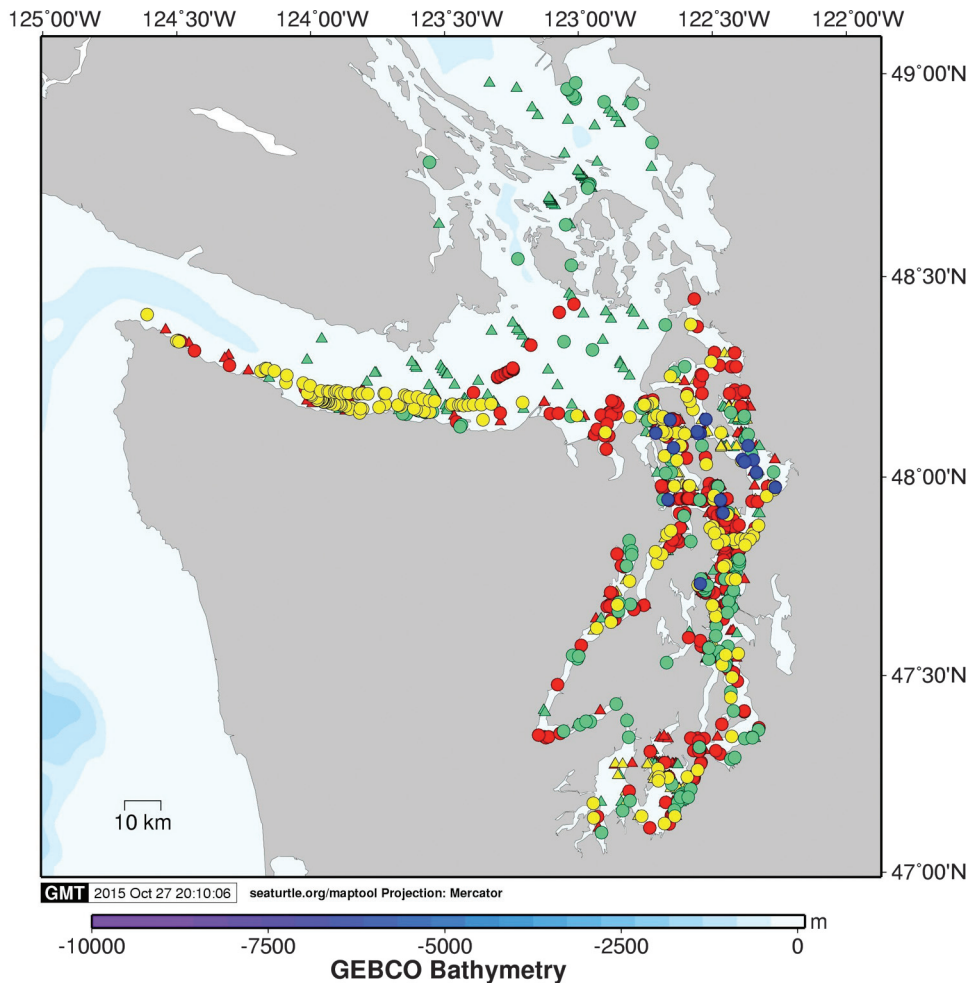 125°00'W 124°30'W 124°00'W 123°30'W 123°00'W 122°30'W 122°00'W
49°00'N
48°30'N
48°00'N
47°30'N
10 km
47°00'N
GMT 2015 Oct 27 20:10:06 seaturtle.org/maptool Projection: Mercator
m
-10000 -7500 -5000 -2500 0
GEBCO Bathymetry